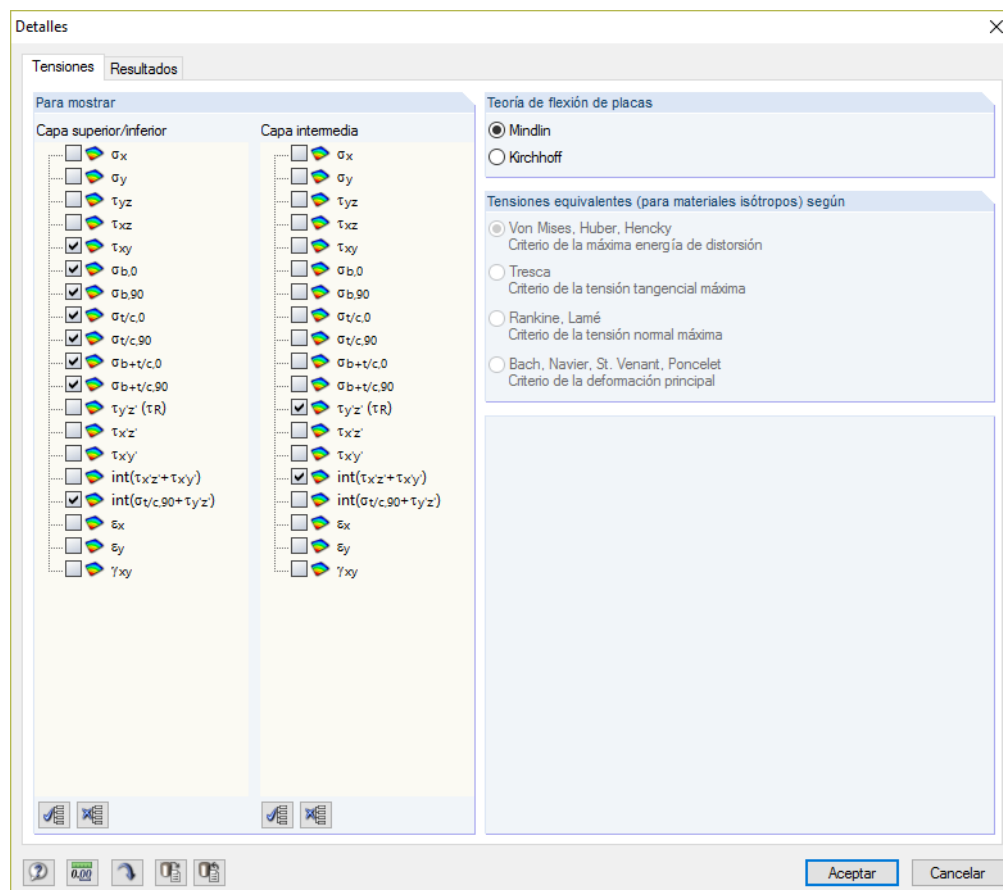 Detalles
Tensiones
Resultados
Para mostrar
Capa superior/inferior
σx
σy
τyz
τxz
τxy
σb,0
σb,90
σt/c,0
σt/c,90
σb+t/c,0
σb+t/c,90
τy'z' (τR)
τx'z'
τx'y'
int(τx'z'+τx'y')
int(σt/c,90+τy'z')
εx
εy
γxy
Capa intermedia
σx
σy
τyz
τxz
τxy
σb,0
σb,90
σt/c,0
σt/c,90
σb+t/c,0
σb+t/c,90
τy'z' (τR)
τx'z'
τx'y'
int(τx'z'+τx'y')
int(σt/c,90+τy'z')
εx
εy
γxy
Teoría de flexión de placas
Mindlin
Kirchhoff
Tensiones equivalentes (para materiales isótropos) según
Von Mises, Huber, Hencky
Criterio de la máxima energía de distorsión
Tresca
Criterio de la tensión tangencial máxima
Rankine, Lamé
Criterio de la tensión normal máxima
Bach, Navier, St. Venant, Poncelet
Criterio de la deformación principal
0.00
Aceptar
Cancelar